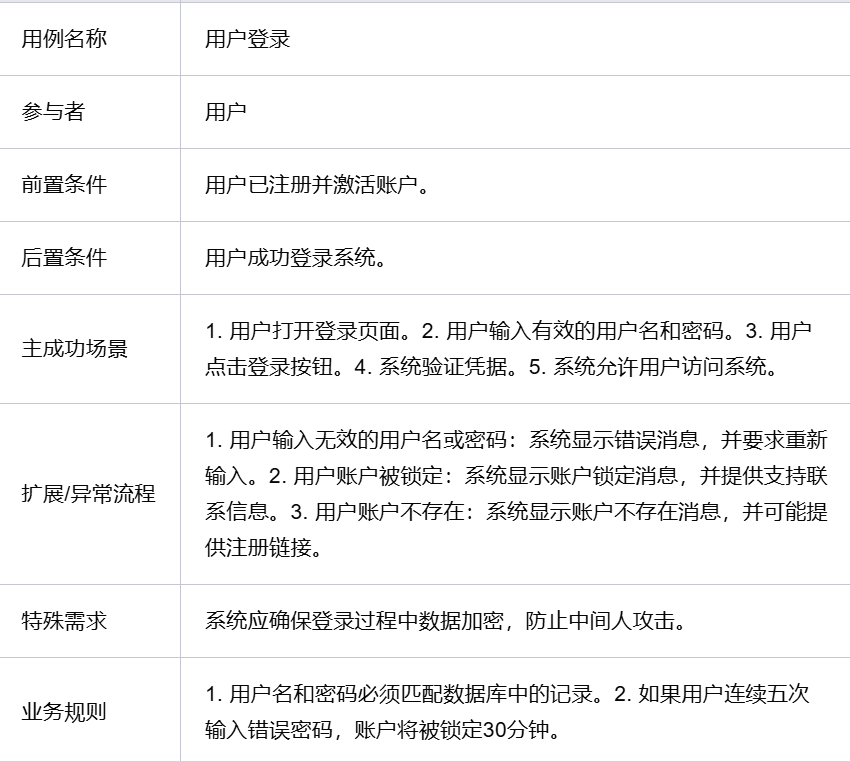 用例名称
用户登录
参与者
用户
前置条件
用户已注册并激活账户。
后置条件
用户成功登录系统。
主成功场景
1. 用户打开登录页面。2. 用户输入有效的用户名和密码。3. 用户
点击登录按钮。4. 系统验证凭据。5. 系统允许用户访问系统。
扩展/异常流程
1. 用户输入无效的用户名或密码：系统显示错误消息，并要求重新
输入。2. 用户账户被锁定：系统显示账户锁定消息，并提供支持联
系信息。3. 用户账户不存在：系统显示账户不存在消息，并可能提
供注册链接。
特殊需求
系统应确保登录过程中数据加密，防止中间人攻击。
业务规则
1. 用户名和密码必须匹配数据库中的记录。2. 如果用户连续五次
输入错误密码，账户将被锁定30分钟。